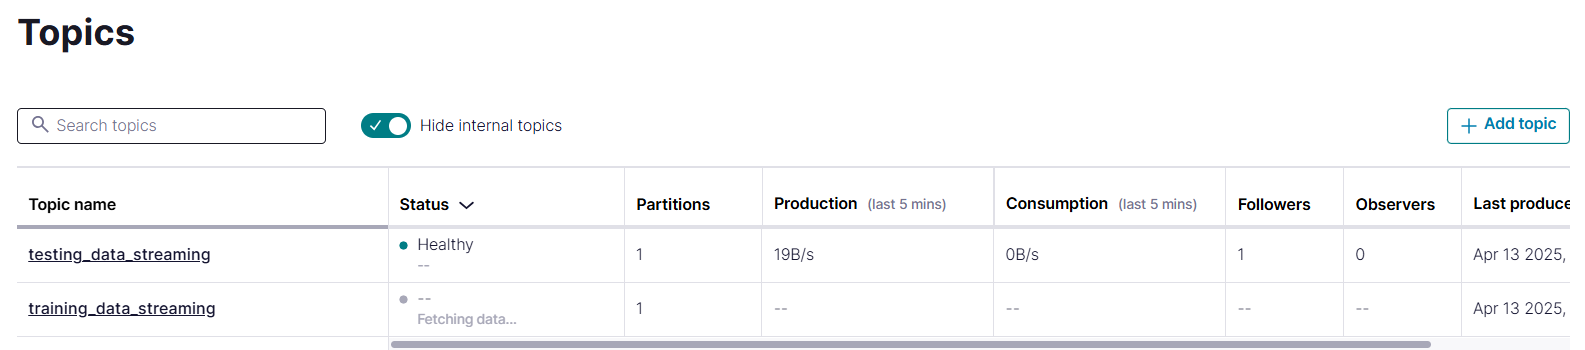 Topics
Search topics
Hide internal topics
+ Add topic
Topic name Status Partitions Production (last 5 mins) Consumption (last 5 mins) Followers Observers Last produce
testing_data_streaming Healthy 1 19B/s 0B/s 1 0 Apr 13 2025,
--
training_data_streaming -- 1 -- -- -- -- Apr 13 2025,
Fetching data...